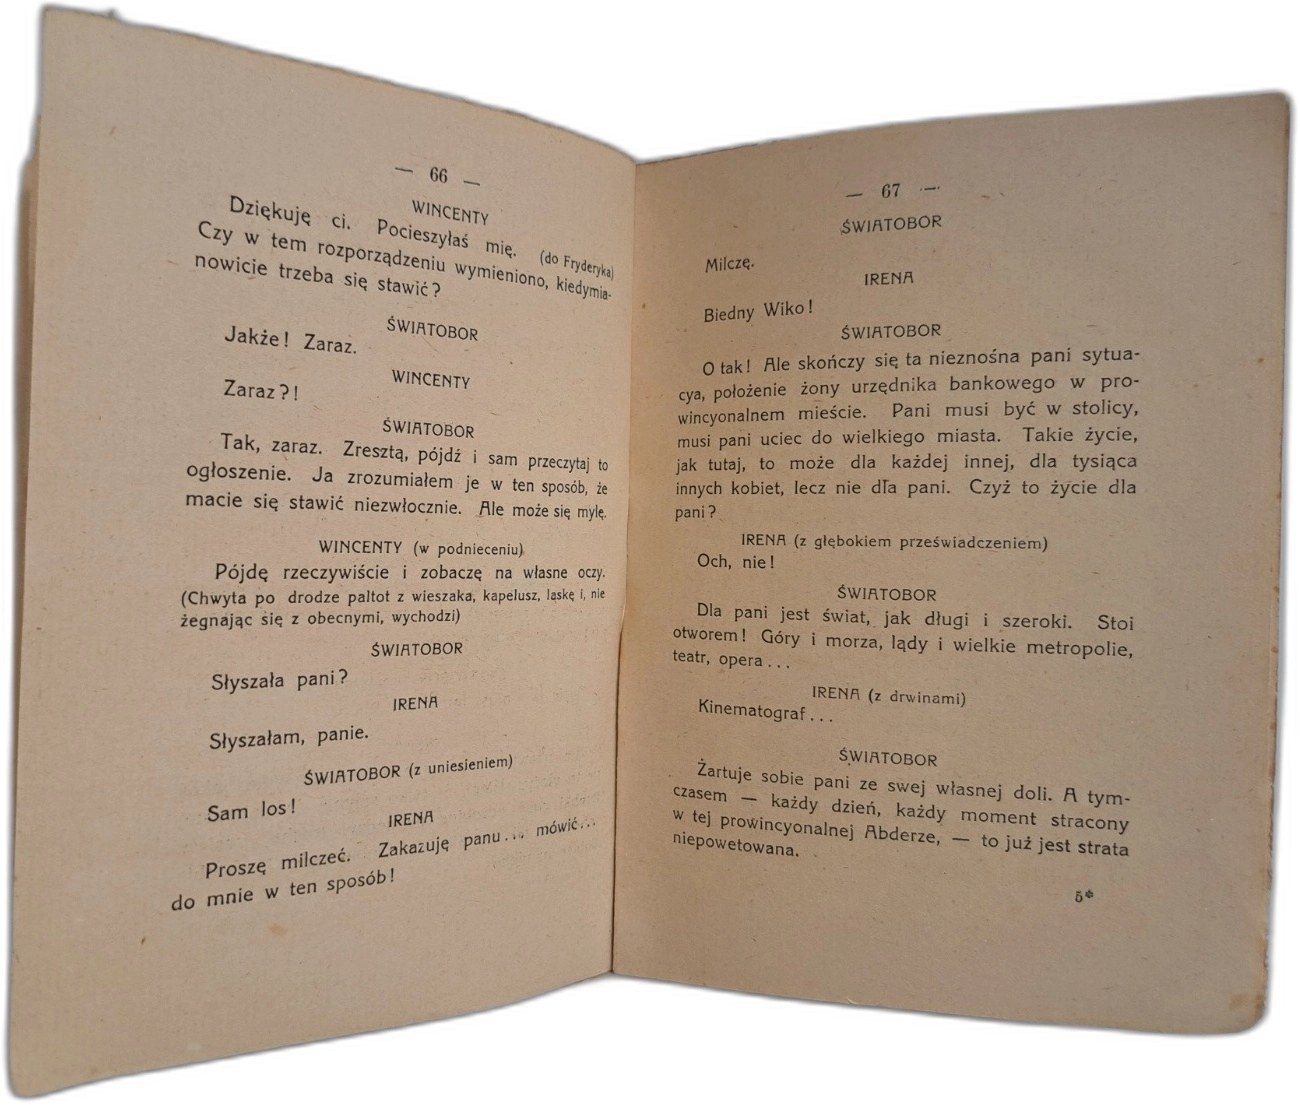 — 66 —
WINCENTY
Dziękuję ci. Pocieszyłaś mię. (do Fryderyka)
Czy w tem rozporządzeniu wymieniono, kiedymia-
nowicie trzeba się stawić?
ŚWIATOBOR
Jakże! Zaraz.
WINCENTY
Zaraz?!
ŚWIATOBOR
Tak, zaraz. Zresztą, pójdź i sam przeczytaj to
ogłoszenie. Ja zrozumiałem je w ten sposób, że
macie się stawić niezwłocznie. Ale może się mylę.
WINCENTY (w podnieceniu)
Pójdę rzeczywiście i zobaczę na własne oczy.
(Chwyta po drodze paltot z wieszaka, kapelusz, laskę i, nie
żegnając się z obecnymi, wychodzi)
ŚWIATOBOR
Słyszała pani?
IRENA
Słyszałam, panie.
ŚWIATOBOR (z uniesieniem)
Sam los!
IRENA
Proszę milczeć. Zakazuję panu... mówić...
do mnie w ten sposób!
— 67 —
ŚWIATOBOR
Milczę.
IRENA
Biedny Wiko!
ŚWIATOBOR
O tak! Ale skończy się ta nieznośna pani sytua-
cya, położenie żony urzędnika bankowego w pro-
wincyonalnem mieście. Pani musi być w stolicy,
musi pani uciec do wielkiego miasta. Takie życie,
jak tutaj, to może dla każdej innej, dla tysiąca
innych kobiet, lecz nie dla pani. Czyż to życie dla
pani?
IRENA (z głębokiem przeświadczeniem)
Och, nie!
ŚWIATOBOR
Dla pani jest świat, jak długi i szeroki. Stoi
otworem! Góry i morza, lądy i wielkie metropolie,
teatr, opera...
IRENA (z drwinami)
Kinematograf...
ŚWIATOBOR
Żartuje sobie pani ze swej własnej doli. A tym-
czasem — każdy dzień, każdy moment stracony
w tej prowincyonalnej Abderze, — to już jest strata
niepowetowana.
5*